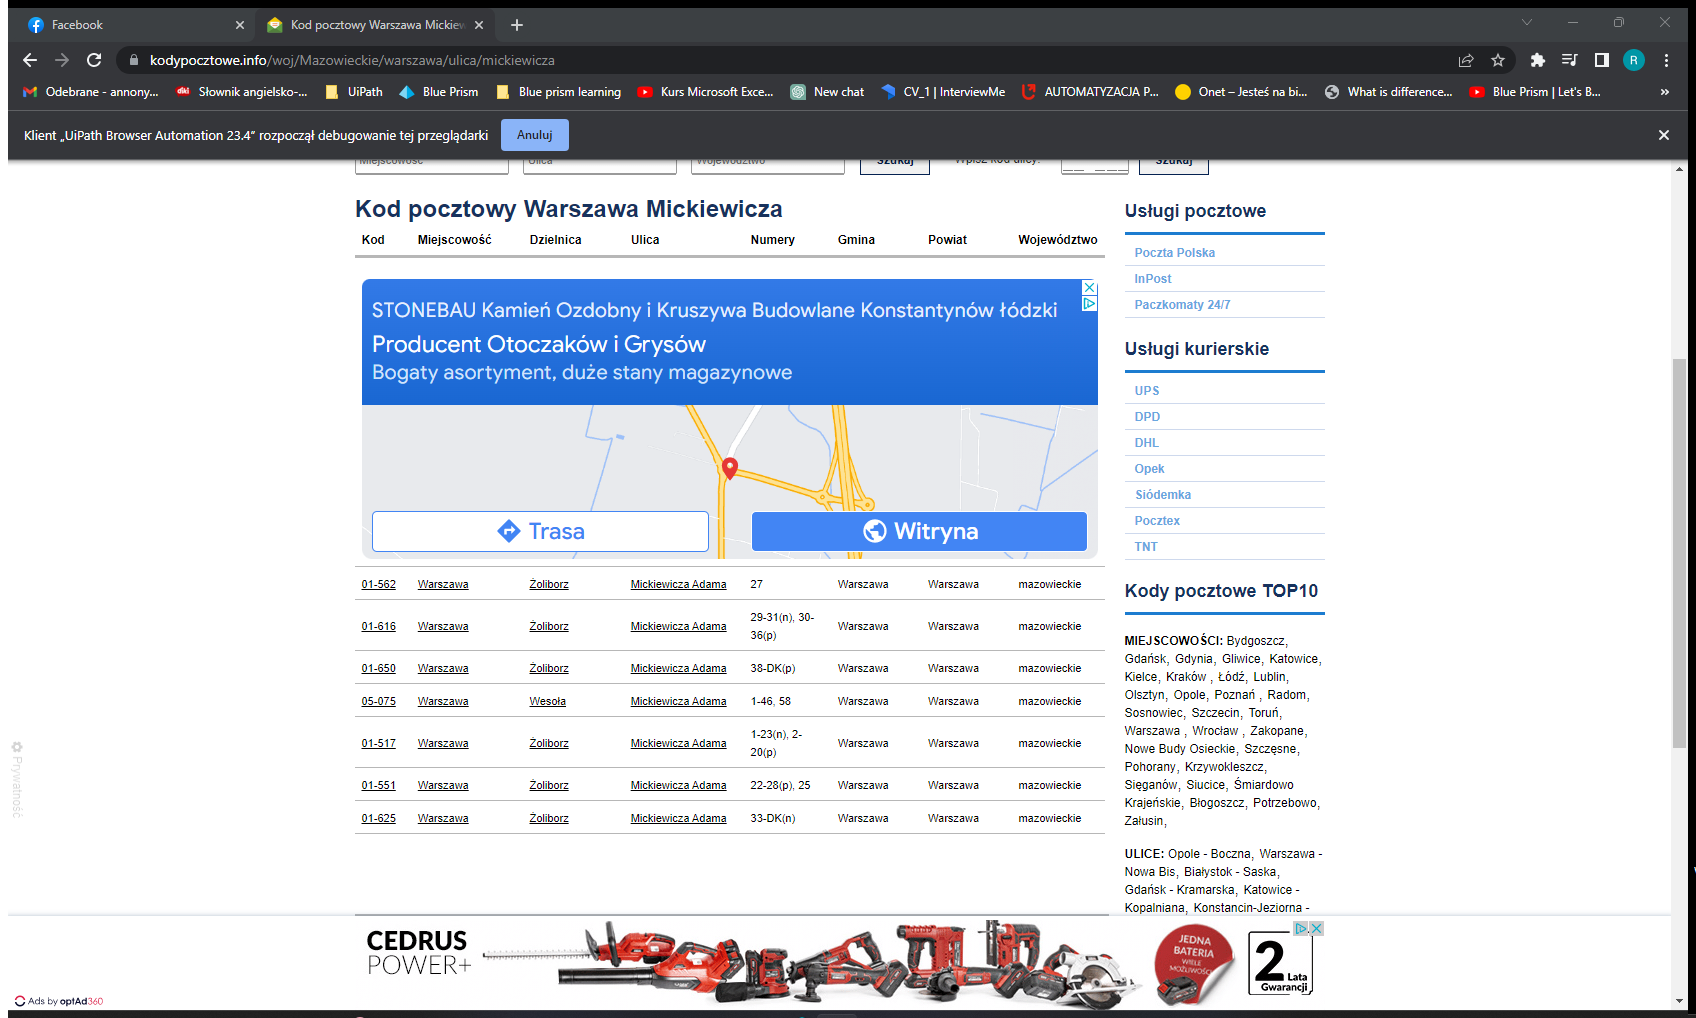 Facebook
Kod pocztowy Warszawa Mickiew
kodypocztowe.info/woj/Mazowieckie/warszawa/ulica/mickiewicza
R
Odebrane – annony...
Słownik angielsko-...
UiPath
Blue Prism
Blue prism learning
Kurs Microsoft Exce...
New chat
CV_1 | InterviewMe
AUTOMATYZACJA P...
Onet – Jesteś na bi...
What is difference...
Blue Prism | Let's B...
»
Klient „UiPath Browser Automation 23.4" rozpoczął debugowanie tej przeglądarki
Anuluj
Miejscowość
Ulica
Województwo
Szukaj
Wpisz kod ulicy:
__-___
Szukaj
Kod pocztowy Warszawa Mickiewicza
Kod Miejscowość Dzielnica Ulica Numery Gmina Powiat Województwo
STONEBAU Kamień Ozdobny i Kruszywa Budowlane Konstantynów łódzki
Producent Otoczaków i Grysów
Bogaty asortyment, duże stany magazynowe
Trasa
Witryna
01-562 Warszawa Żoliborz Mickiewicza Adama 27 Warszawa Warszawa mazowieckie
01-616 Warszawa Żoliborz Mickiewicza Adama 29-31(n), 30-
36(p) Warszawa Warszawa mazowieckie
01-650 Warszawa Żoliborz Mickiewicza Adama 38-DK(p) Warszawa Warszawa mazowieckie
05-075 Warszawa Wesoła Mickiewicza Adama 1-46, 58 Warszawa Warszawa mazowieckie
01-517 Warszawa Żoliborz Mickiewicza Adama 1-23(n), 2-
20(p) Warszawa Warszawa mazowieckie
01-551 Warszawa Żoliborz Mickiewicza Adama 22-28(p), 25 Warszawa Warszawa mazowieckie
01-625 Warszawa Żoliborz Mickiewicza Adama 33-DK(n) Warszawa Warszawa mazowieckie
Usługi pocztowe
Poczta Polska
InPost
Paczkomaty 24/7
Usługi kurierskie
UPS
DPD
DHL
Opek
Siódemka
Pocztex
TNT
Kody pocztowe TOP10
MIEJSCOWOŚCI: Bydgoszcz,
Gdańsk, Gdynia, Gliwice, Katowice,
Kielce, Kraków , Łódź, Lublin,
Olsztyn, Opole, Poznań , Radom,
Sosnowiec, Szczecin, Toruń,
Warszawa , Wrocław , Zakopane,
Nowe Budy Osieckie, Szczęsne,
Pohorany, Krzywokleszcz,
Sięganów, Siucice, Śmiardowo
Krajeńskie, Błogoszcz, Potrzebowo,
Załusin,
ULICE: Opole - Boczna, Warszawa -
Nowa Bis, Białystok - Saska,
Gdańsk - Kramarska, Katowice -
Kopalniana, Konstancin-Jeziorna -
Prywatność
CEDRUS
POWER+
JEDNA
BATERIA
WIELE
MOŻLIWOŚCI
2 Lata
Gwarancji
Ads by optAd360